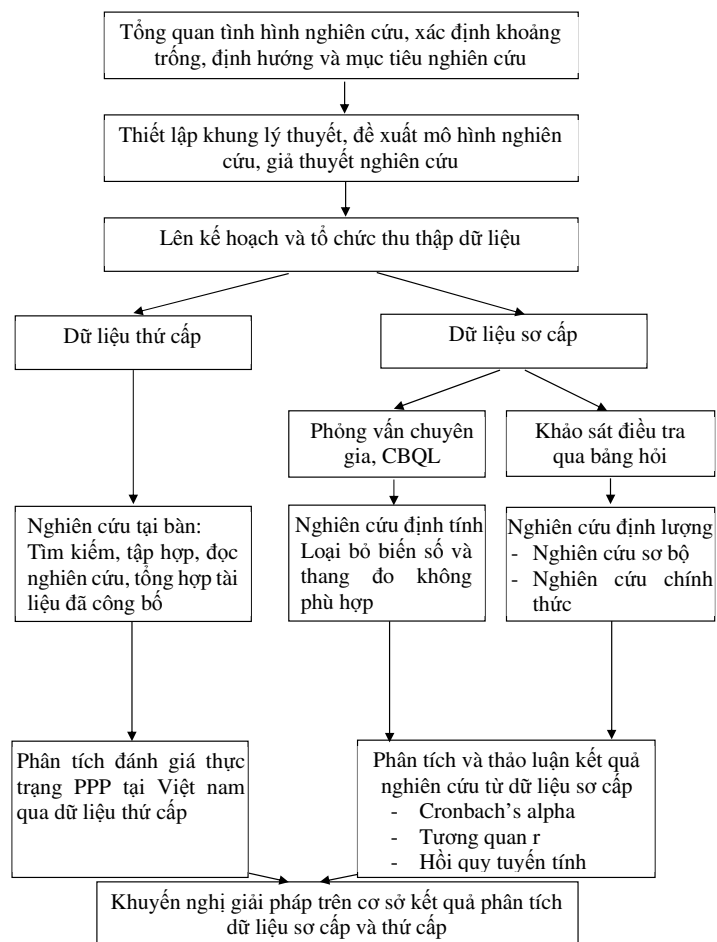 Tổng quan tình hình nghiên cứu, xác định khoảng
trống, định hướng và mục tiêu nghiên cứu
Thiết lập khung lý thuyết, đề xuất mô hình nghiên
cứu, giả thuyết nghiên cứu
Lên kế hoạch và tổ chức thu thập dữ liệu
Dữ liệu thứ cấp
Dữ liệu sơ cấp
Phỏng vấn chuyên
gia, CBQL
Khảo sát điều tra
qua bảng hỏi
Nghiên cứu tại bàn:
Tìm kiếm, tập hợp, đọc
nghiên cứu, tổng hợp tài
liệu đã công bố
Nghiên cứu định tính
Loại bỏ biến số và
thang đo không
phù hợp
Nghiên cứu định lượng
- Nghiên cứu sơ bộ
- Nghiên cứu chính
thức
Phân tích đánh giá thực
trạng PPP tại Việt nam
qua dữ liệu thứ cấp
Phân tích và thảo luận kết quả
nghiên cứu từ dữ liệu sơ cấp
- Cronbach's alpha
- Tương quan r
- Hồi quy tuyến tính
Khuyến nghị giải pháp trên cơ sở kết quả phân tích
dữ liệu sơ cấp và thứ cấp